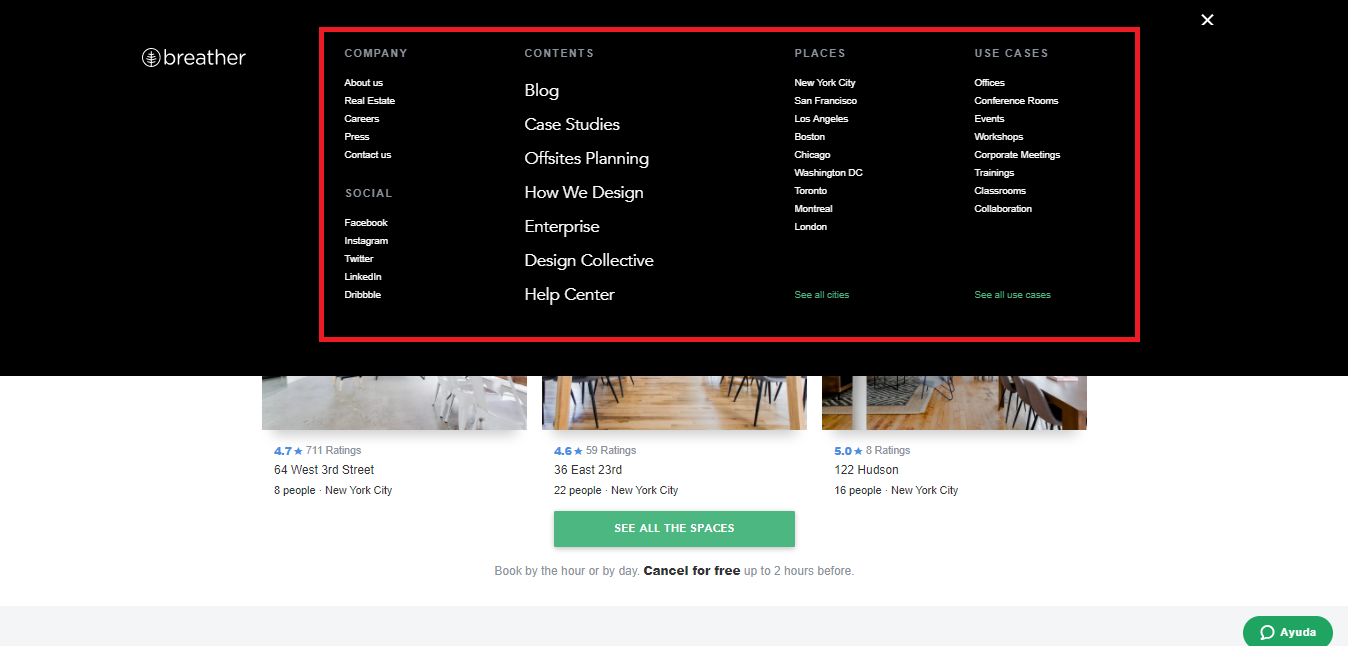 breather
COMPANY
About us
Real Estate
Careers
Press
Contact us
SOCIAL
Facebook
Instagram
Twitter
LinkedIn
Dribbble
CONTENTS
Blog
Case Studies
Offsites Planning
How We Design
Enterprise
Design Collective
Help Center
PLACES
New York City
San Francisco
Los Angeles
Boston
Chicago
Washington DC
Toronto
Montreal
London
See all cities
USE CASES
Offices
Conference Rooms
Events
Workshops
Corporate Meetings
Trainings
Classrooms
Collaboration
See all use cases
4.7★ 711 Ratings
64 West 3rd Street
8 people · New York City
4.6★ 59 Ratings
36 East 23rd
22 people · New York City
5.0★ 8 Ratings
122 Hudson
16 people · New York City
SEE ALL THE SPACES
Book by the hour or by day. Cancel for free up to 2 hours before.
Ayuda